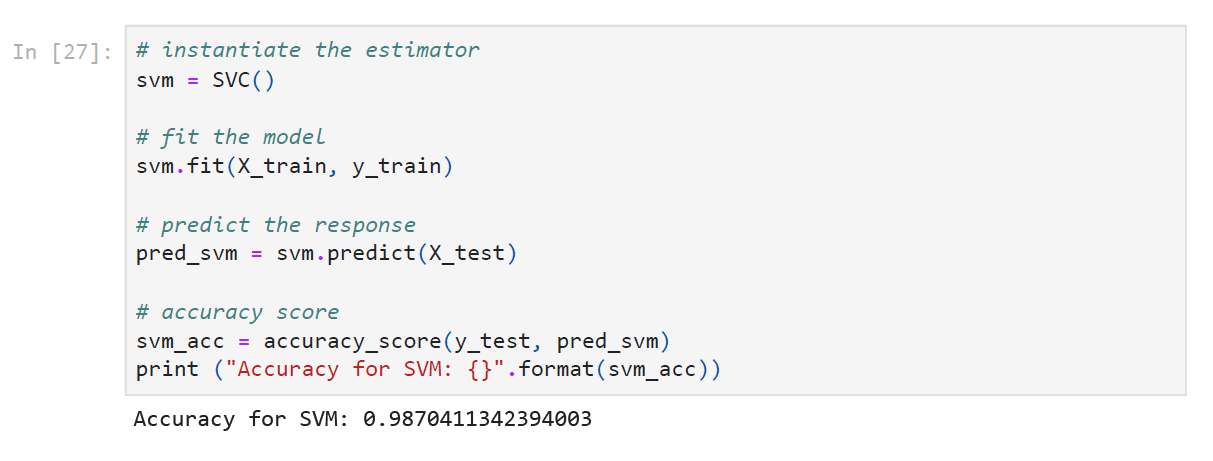 In [27]:
# instantiate the estimator
svm = SVC()
# fit the model
svm.fit(X_train, y_train)
# predict the response
pred_svm = svm.predict(X_test)
# accuracy score
svm_acc = accuracy_score(y_test, pred_svm)
print ("Accuracy for SVM: {}".format(svm_acc))
Accuracy for SVM: 0.9870411342394003